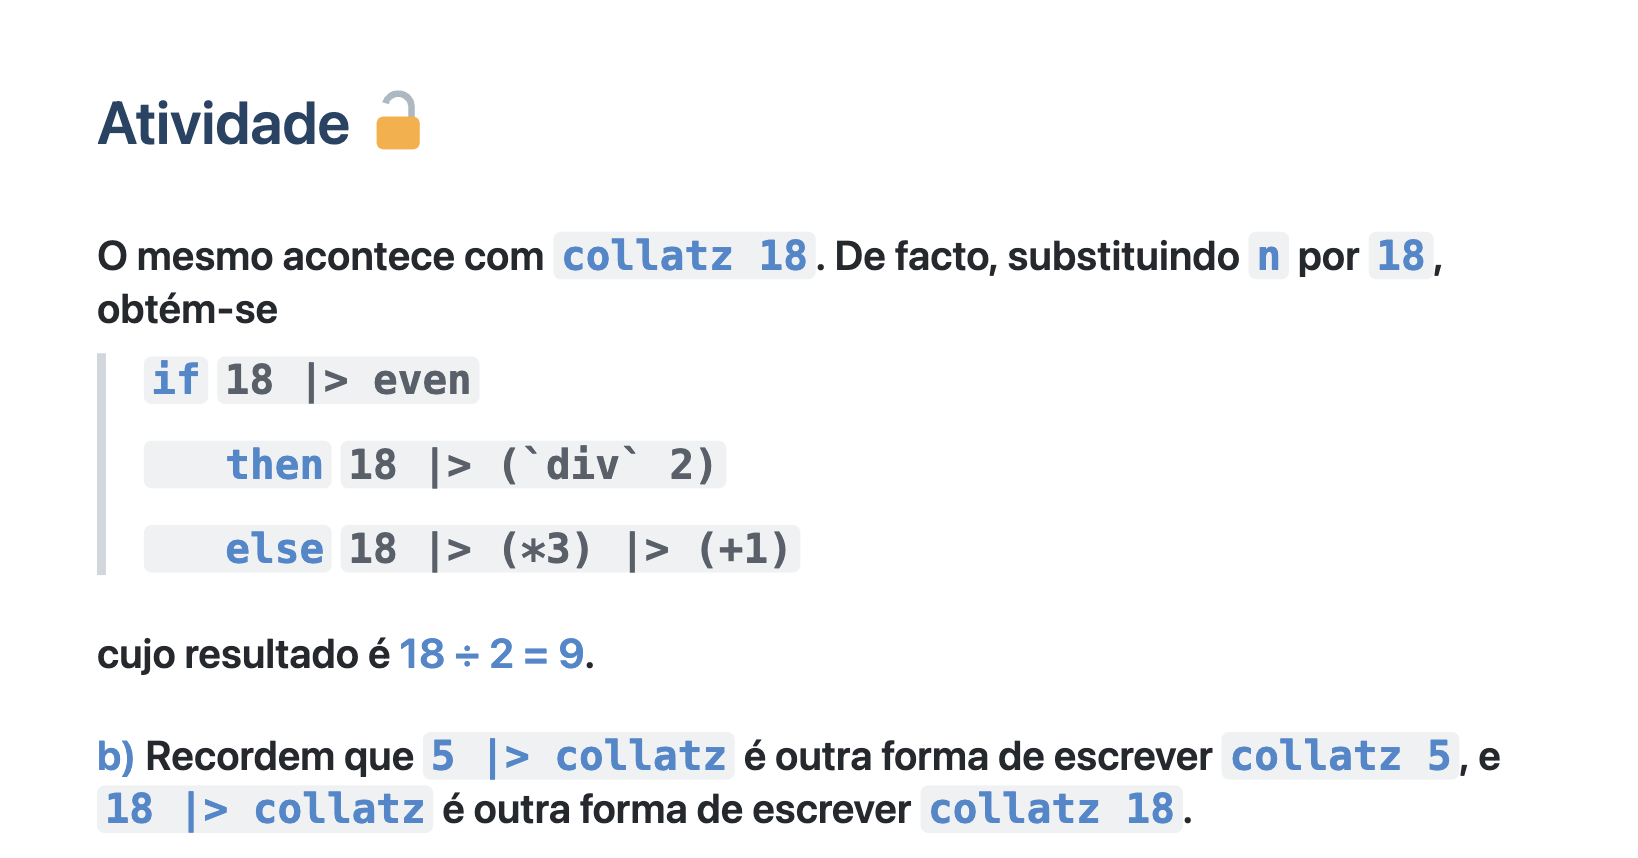 Atividade
O mesmo acontece com collatz 18. De facto, substituindo n por 18,
obtém-se
if 18 |> even
then 18 |> (`div` 2)
else 18 |> (*3) |> (+1)
cujo resultado é 18 ÷ 2 = 9.
b) Recordem que 5 |> collatz é outra forma de escrever collatz 5, e
18 |> collatz é outra forma de escrever collatz 18.